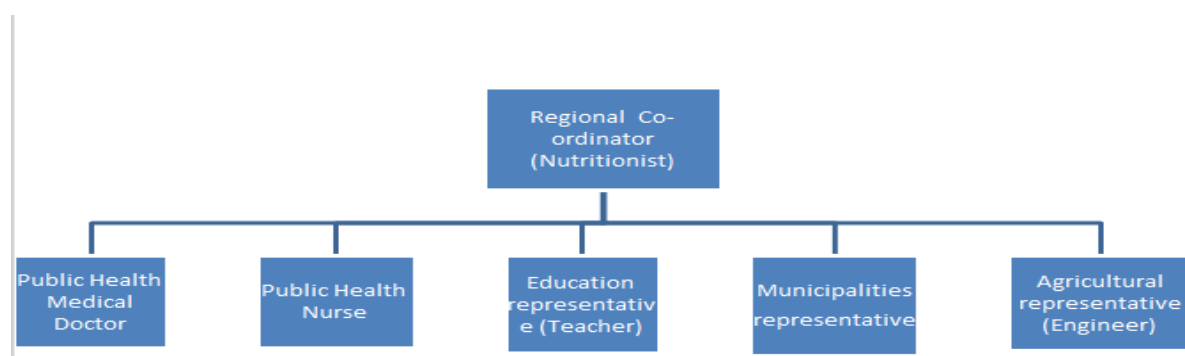 Regional Co-
ordinator
(Nutritionist)
Public Health
Medical
Doctor
Public Health
Nurse
Education
representativ
e (Teacher)
Municipalities
representative
Agricultural
representative
(Engineer)